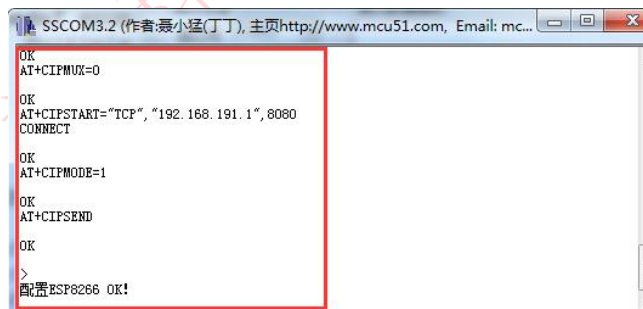 SSCOM3.2 (作者:聂小猛(丁丁), 主页http://www.mcu51.com, Email: mc...
OK
AT+CIPMUX=0
OK
AT+CIPSTART="TCP","192.168.191.1",8080
CONNECT
OK
AT+CIPMODE=1
OK
AT+CIPSEND
OK
>
配置ESP8266 OK!